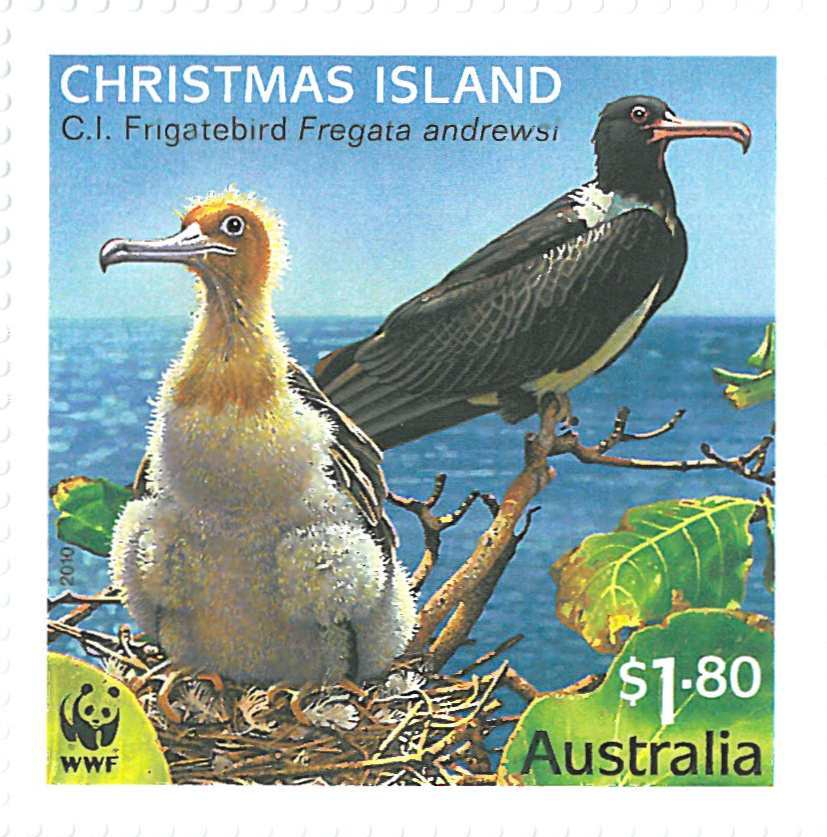 CHRISTMAS ISLAND
C.I. Frigatebird Fregata andrewsi
2010
$1.80
Australia
WWF